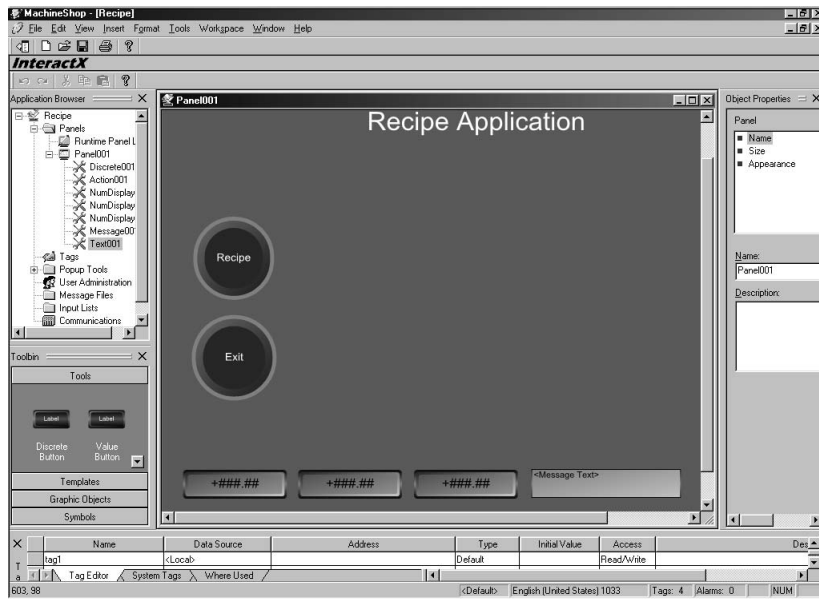 MachineShop - [Recipe]
File Edit View Insert Format Tools Workspace Window Help
InteractX
Application Browser
Recipe
Panels
Runtime Panel L
Panel001
Discrete001
Action001
NumDisplay
NumDisplay
NumDisplay
Message00
Text001
Tags
Popup Tools
User Administration
Message Files
Input Lists
Communications
Toolbin
Tools
Label Label
Discrete Button
Value Button
Templates
Graphic Objects
Symbols
Panel001
Recipe Application
Recipe
Exit
+###.## +###.## +###.##
<Message Text>
Object Properties
Panel
Name
Size
Appearance
Name:
Panel001
Description:
Name Data Source Address Type Initial Value Access Des
tag1 <Local> Default Read/Write
T
a
Tag Editor System Tags Where Used
603, 98 <Default> English (United States) 1033 Tags: 4 Alarms: 0 NUM